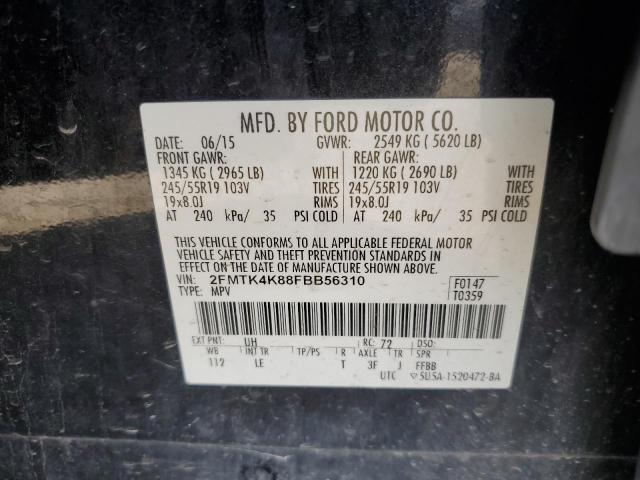 MFD. BY FORD MOTOR CO.
DATE: 06/15 GVWR: 2549 KG ( 5620 LB)
FRONT GAWR: REAR GAWR:
1345 KG ( 2965 LB) WITH 1220 KG ( 2690 LB) WITH
245/55R19 103V TIRES 245/55R19 103V TIRES
19x8.0J RIMS 19x8.0J RIMS
AT 240 kPa/ 35 PSI COLD AT 240 kPa/ 35 PSI COLD
THIS VEHICLE CONFORMS TO ALL APPLICABLE FEDERAL MOTOR
VEHICLE SAFETY AND THEFT PREVENTION STANDARDS IN
EFFECT ON THE DATE OF MANUFACTURE SHOWN ABOVE.
VIN: 2FMTK4K88FBB56310 F0147
TYPE: MPV T0359
EXT PNT: UH RC: 72 DSO:
WB INT TR TP/PS R AXLE TR SPR
112 LE T 3F J FFBB
UTC 5U5A-1520472-BA